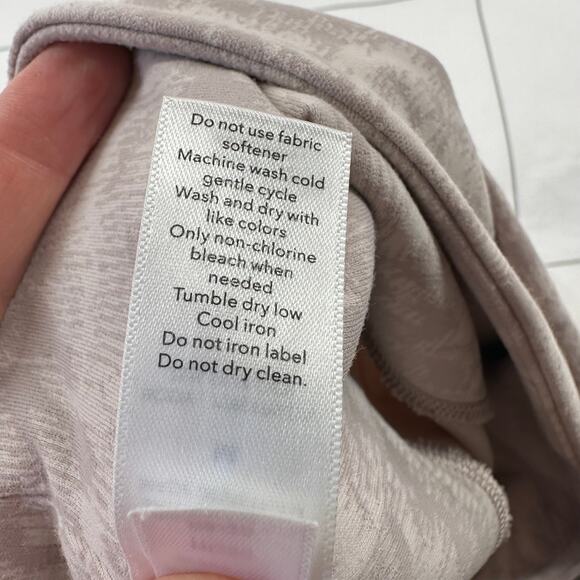 Do not use fabric
softener
Machine wash cold
gentle cycle
Wash and dry with
like colors
Only non-chlorine
bleach when
needed
Tumble dry low
Cool iron
Do not iron label
Do not dry clean.